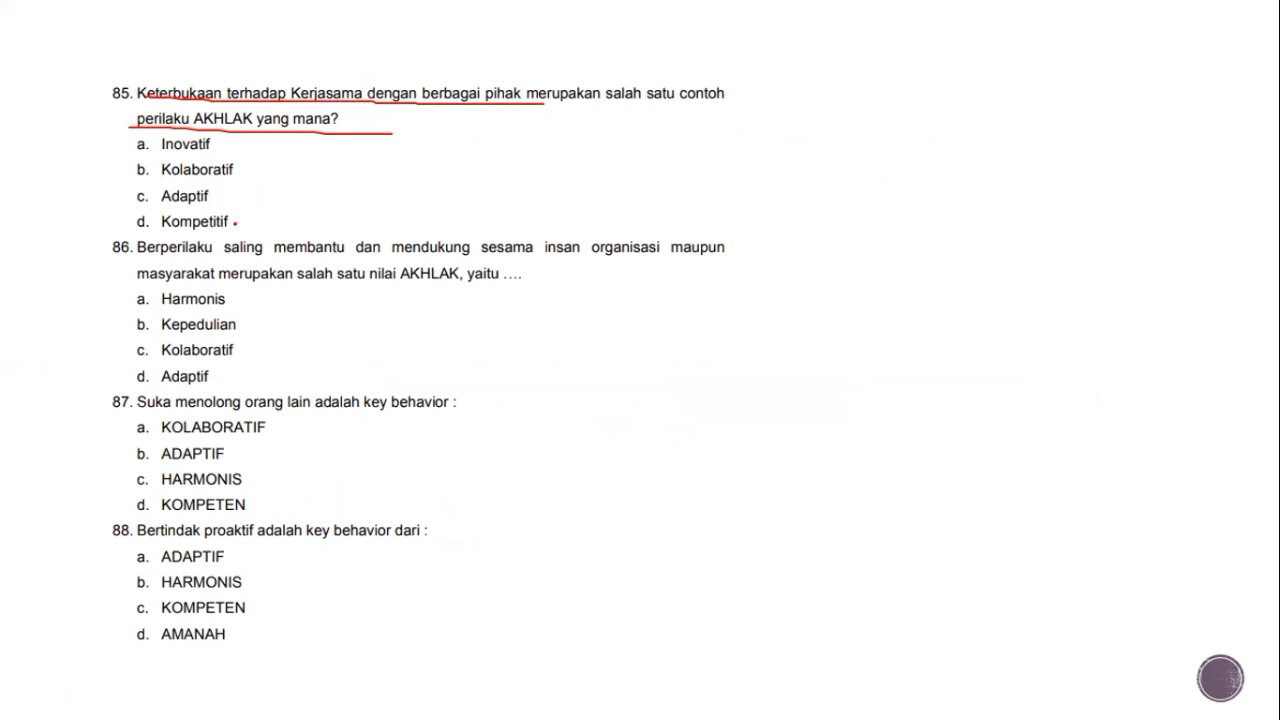 85. Keterbukaan terhadap Kerjasama dengan berbagai pihak merupakan salah satu contoh
perilaku AKHLAK yang mana?
a. Inovatif
b. Kolaboratif
c. Adaptif
d. Kompetitif
86. Berperilaku saling membantu dan mendukung sesama insan organisasi maupun
masyarakat merupakan salah satu nilai AKHLAK, yaitu ….
a. Harmonis
b. Kepedulian
c. Kolaboratif
d. Adaptif
87. Suka menolong orang lain adalah key behavior :
a. KOLABORATIF
b. ADAPTIF
c. HARMONIS
d. KOMPETEN
88. Bertindak proaktif adalah key behavior dari :
a. ADAPTIF
b. HARMONIS
c. KOMPETEN
d. AMANAH